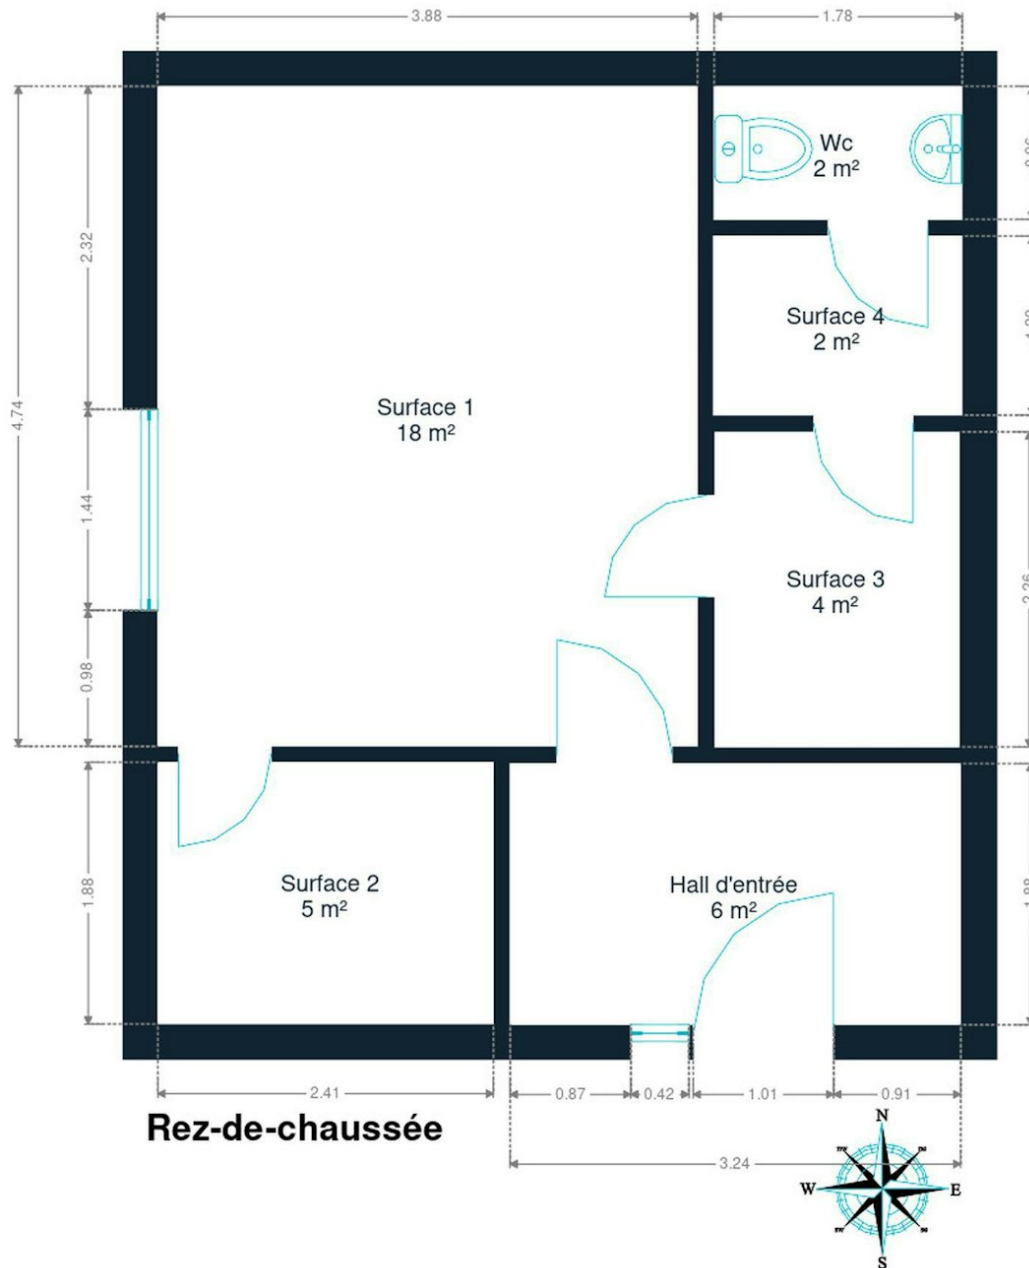 3.88
1.78
Wc
2 m²
2.32
Surface 4
2 m²
4.74
Surface 1
18 m²
1.44
Surface 3
4 m²
0.98
1.88
Surface 2
5 m²
Hall d'entrée
6 m²
2.41
0.87
0.42
1.01
0.91
Rez-de-chaussée
3.24
N
W
E
S